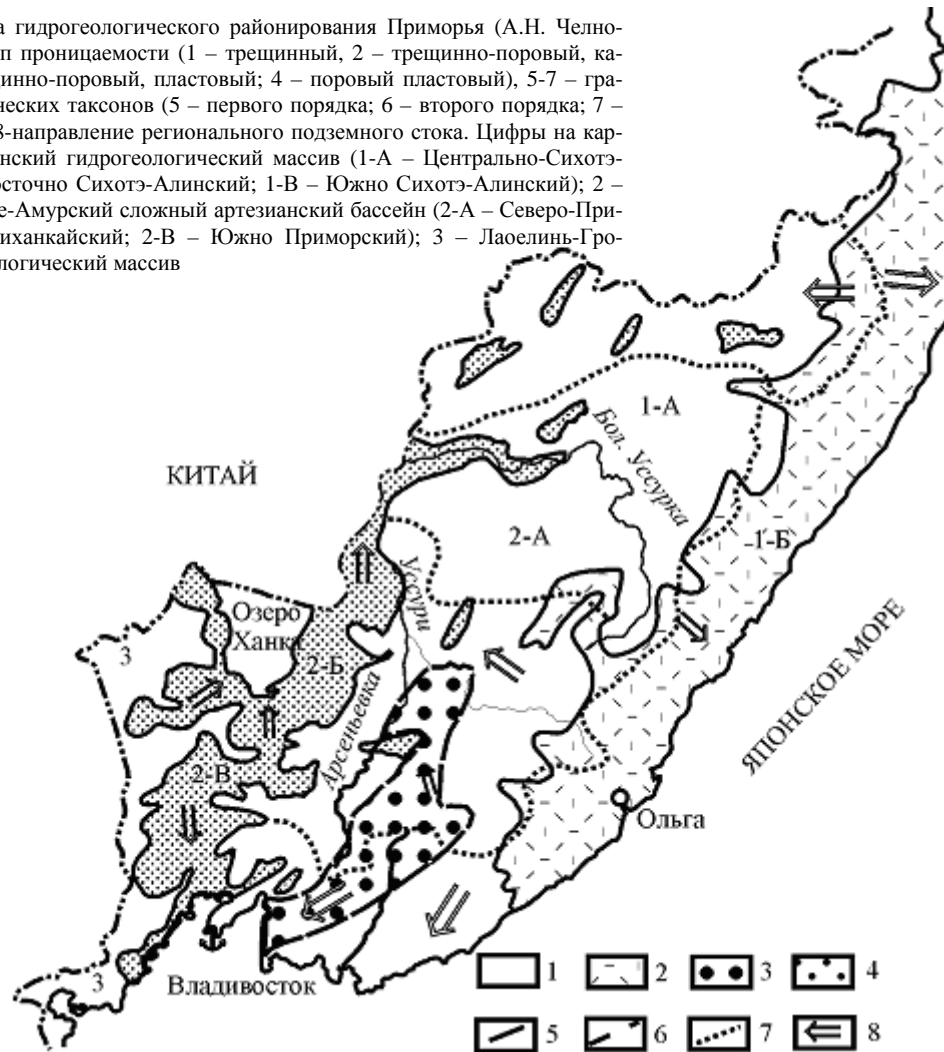 а гидрогеологического районирования Приморья (А.Н. Челно-
п проницаемости (1 – трещинный, 2 – трещинно-поровый, ка-
цинно-поровый, пластовый; 4 – поровый пластовый), 5-7 – гра-
ческих таксонов (5 – первого порядка; 6 – второго порядка; 7 –
8-направление регионального подземного стока. Цифры на кар-
инский гидрогеологический массив (1-А – Центрально-Сихотэ-
осточно Сихотэ-Алинский; 1-В – Южно Сихотэ-Алинский); 2 –
е-Амурский сложный артезианский бассейн (2-А – Северо-При-
иханкайский; 2-В – Южно Приморский); 3 – Лаоелинь-Гро-
логический массив
1-А
Бол. Уссурка
КИТАЙ
2-А
1-Б
Уссури
Озеро
Ханка
3
2-Б
Арсеньевка
ЯПОНСКОЕ МОРЕ
2-В
Ольга
3
Владивосток
1 2 3 4
5 6 7 8